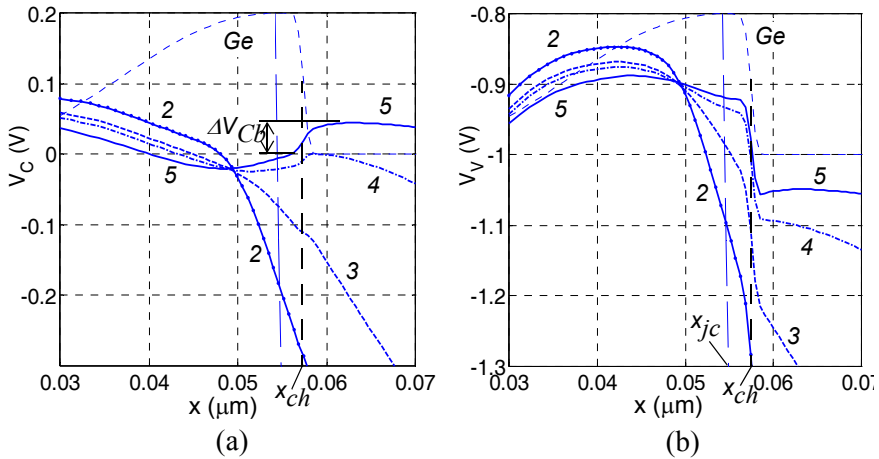 0.2
Ge
2
0.1
ΔV_Cb
5
V_C (V)
0
5
4
-0.1
2
3
-0.2
0.03 0.04 0.05 0.06 0.07
x (μm)
x_ch
(a)
-0.8
2
Ge
-0.9
5
V_V (V)
-1
5
2
4
-1.1
-1.2
3
x_jc
-1.3
0.03 0.04 0.05 0.06 0.07
x (μm)
x_ch
(b)